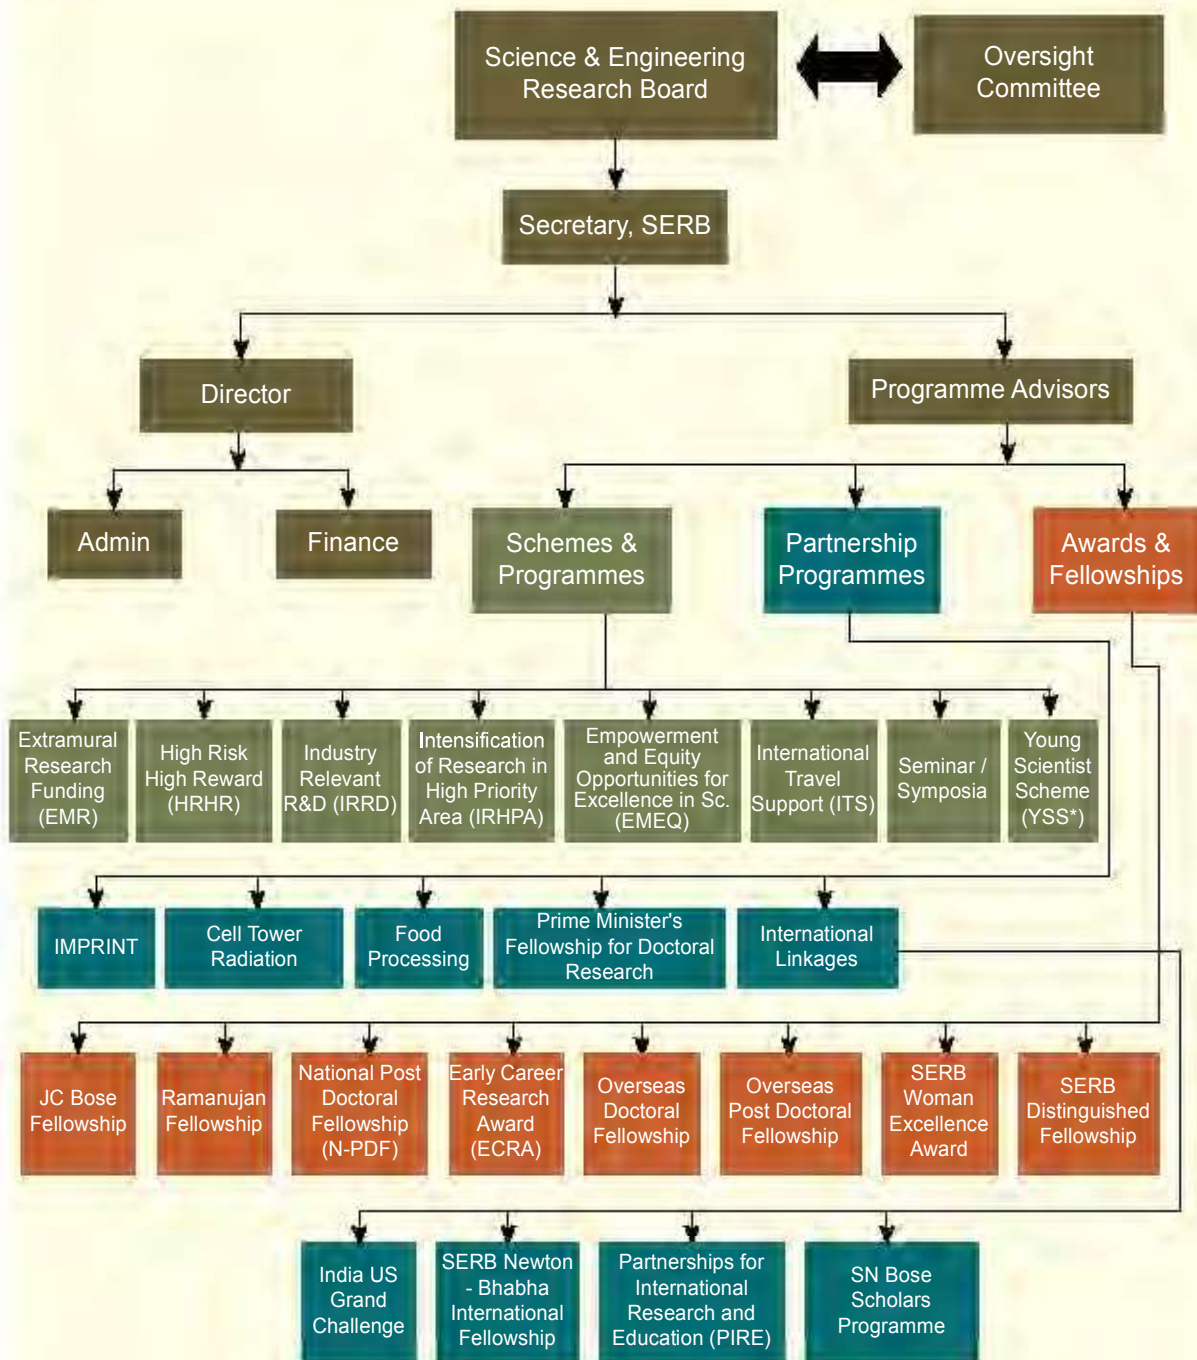 Science & Engineering
Research Board
Oversight
Committee
Secretary, SERB
Director
Programme Advisors
Admin
Finance
Schemes &
Programmes
Partnership
Programmes
Awards &
Fellowships
Extramural
Research
Funding
(EMR)
High Risk
High Reward
(HRHR)
Industry
Relevant
R&D (IRRD)
Intensification
of Research in
High Priority
Area (IRHPA)
Empowerment
and Equity
Opportunities for
Excellence in Sc.
(EMEQ)
International
Travel
Support (ITS)
Seminar /
Symposia
Young
Scientist
Scheme
(YSS*)
IMPRINT
Cell Tower
Radiation
Food
Processing
Prime Minister's
Fellowship for Doctoral
Research
International
Linkages
JC Bose
Fellowship
Ramanujan
Fellowship
National Post
Doctoral
Fellowship
(N-PDF)
Early Career
Research
Award
(ECRA)
Overseas
Doctoral
Fellowship
Overseas
Post Doctoral
Fellowship
SERB
Woman
Excellence
Award
SERB
Distinguished
Fellowship
India US
Grand
Challenge
SERB Newton
- Bhabha
International
Fellowship
Partnerships for
International
Research and
Education (PIRE)
SN Bose
Scholars
Programme